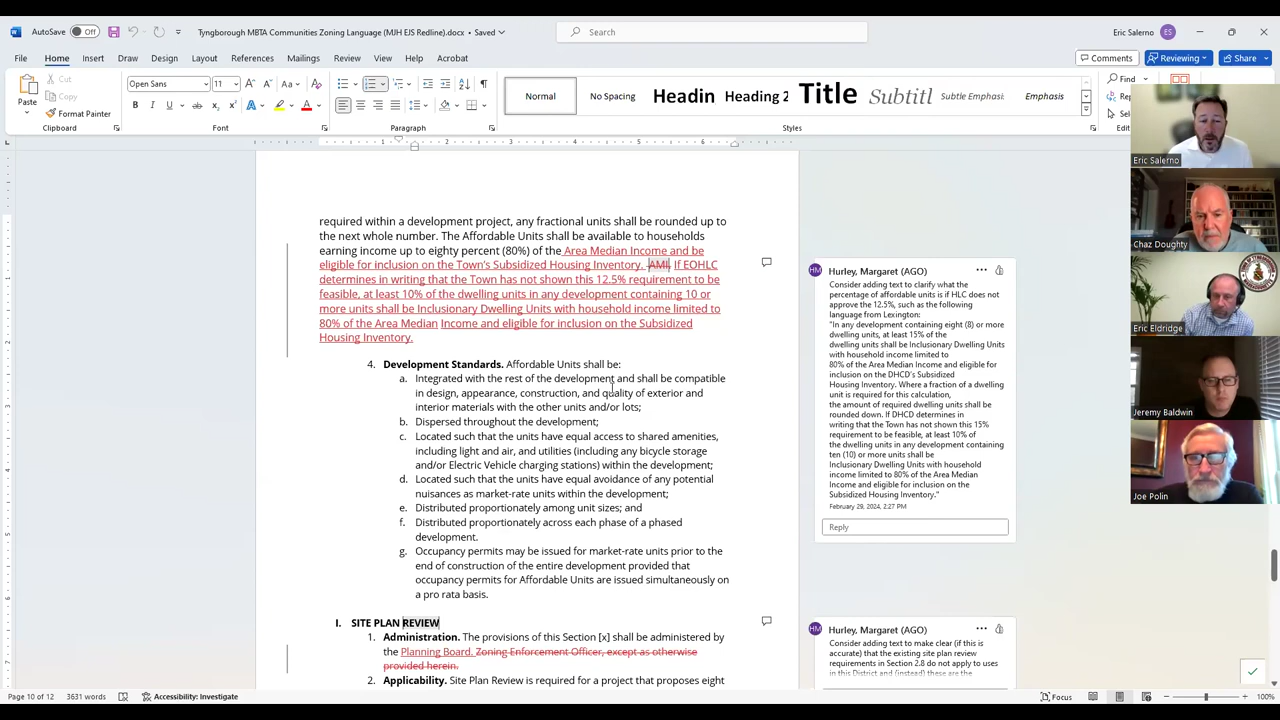 AutoSave Off
Tyngborough MBTA Communities Zoning Language (MJH EJS Redline).docx • Saved
Search
Eric Salerno ES
File Home Insert Draw Design Layout References Mailings Review View Help Acrobat
Comments Reviewing Share
Paste Cut Copy Format Painter
Clipboard
Open Sans 11
Font
Paragraph
Normal No Spacing Headin Heading 2 Title Subtitl Subtle Emphasis Emphasis
Styles
Find
required within a development project, any fractional units shall be rounded up to
the next whole number. The Affordable Units shall be available to households
earning income up to eighty percent (80%) of the Area Median Income and be
eligible for inclusion on the Town's Subsidized Housing Inventory. AMI. If EOHLC
determines in writing that the Town has not shown this 12.5% requirement to be
feasible, at least 10% of the dwelling units in any development containing 10 or
more units shall be Inclusionary Dwelling Units with household income limited to
80% of the Area Median Income and eligible for inclusion on the Subsidized
Housing Inventory.
4. Development Standards. Affordable Units shall be:
a. Integrated with the rest of the development and shall be compatible
in design, appearance, construction, and quality of exterior and
interior materials with the other units and/or lots;
b. Dispersed throughout the development;
c. Located such that the units have equal access to shared amenities,
including light and air, and utilities (including any bicycle storage
and/or Electric Vehicle charging stations) within the development;
d. Located such that the units have equal avoidance of any potential
nuisances as market-rate units within the development;
e. Distributed proportionately among unit sizes; and
f. Distributed proportionately across each phase of a phased
development.
g. Occupancy permits may be issued for market-rate units prior to the
end of construction of the entire development provided that
occupancy permits for Affordable Units are issued simultaneously on
a pro rata basis.
I. SITE PLAN REVIEW
1. Administration. The provisions of this Section [x] shall be administered by
the Planning Board. Zoning Enforcement Officer, except as otherwise
provided herein.
2. Applicability. Site Plan Review is required for a project that proposes eight
HM Hurley, Margaret (AGO)
Consider adding text to clarify what the
percentage of affordable units is if HLC does not
approve the 12.5%, such as the following
language from Lexington:
"In any development containing eight (8) or more
dwelling units, at least 15% of the
dwelling units shall be Inclusionary Dwelling Units
with household income limited to
80% of the Area Median Income and eligible for
inclusion on the DHCD's Subsidized
Housing Inventory. Where a fraction of a dwelling
unit is required for this calculation,
the amount of required dwelling units shall be
rounded down. If DHCD determines in
writing that the Town has not shown this 15%
requirement to be feasible, at least 10% of
the dwelling units in any development containing
ten (10) or more units shall be
Inclusionary Dwelling Units with household
income limited to 80% of the Area Median
Income and eligible for inclusion on the
Subsidized Housing Inventory."
February 29, 2024, 2:27 PM
Reply
HM Hurley, Margaret (AGO)
Consider adding text to make clear (if this is
accurate) that the existing site plan review
requirements in Section 2.8 do not apply to uses
in this District and (instead) these are the
Eric Salerno
Chaz Doughty
Eric Eldridge
Jeremy Baldwin
Joe Polin
Page 10 of 12 3631 words Accessibility: Investigate
Focus 100%